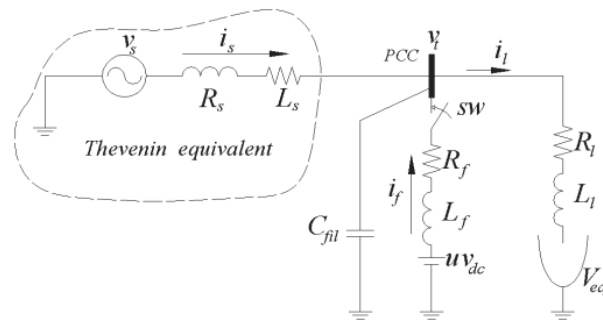 v_s
i_s
R_s
L_s
Thevenin equivalent
PCC
v_t
i_l
sw
R_f
i_f
L_f
C_fil
uv_dc
R_l
L_l